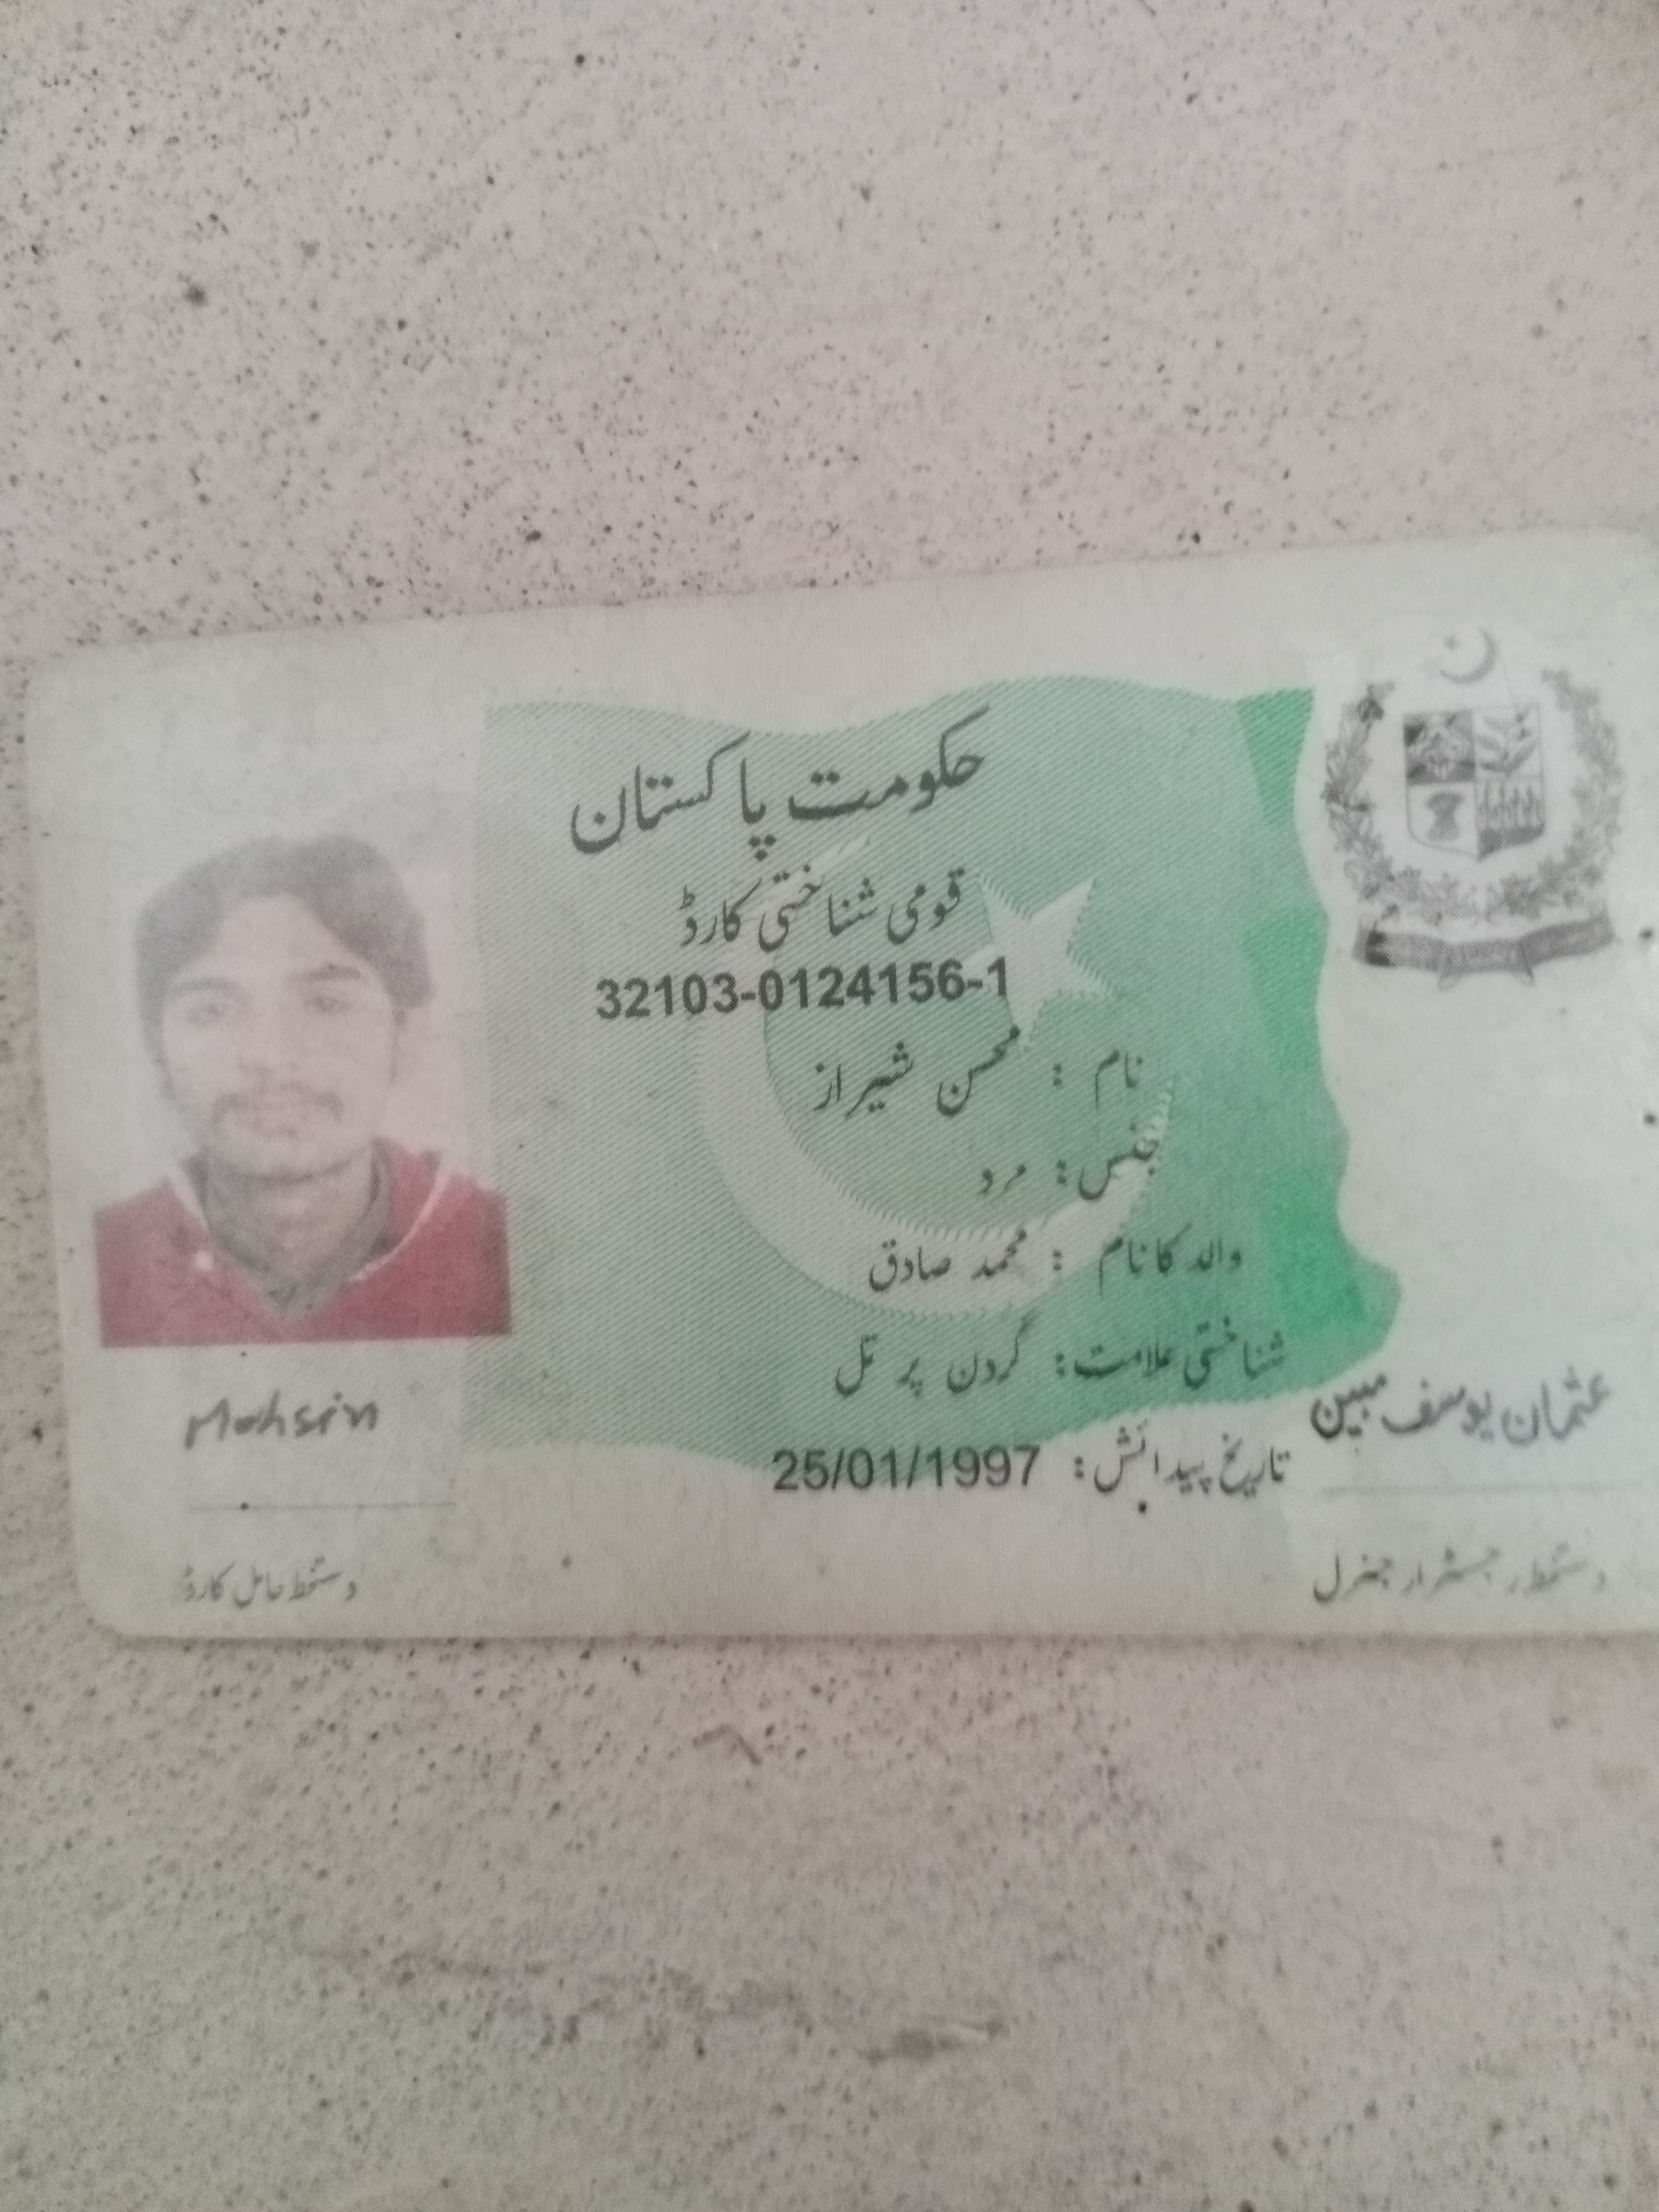 حکومت پاکستان
قومی شناختی کارڈ
32103-0124156-1
نام : محسن شیراز
جنس: مرد
والد کا نام : محمد صادق
شناختی علامت: گردن پر تل
تاریخ پیدائش: 25/01/1997
Mohsin
دستخط حامل کارڈ
عثمان یوسف مبین
دستخط رجسٹرار جنرل